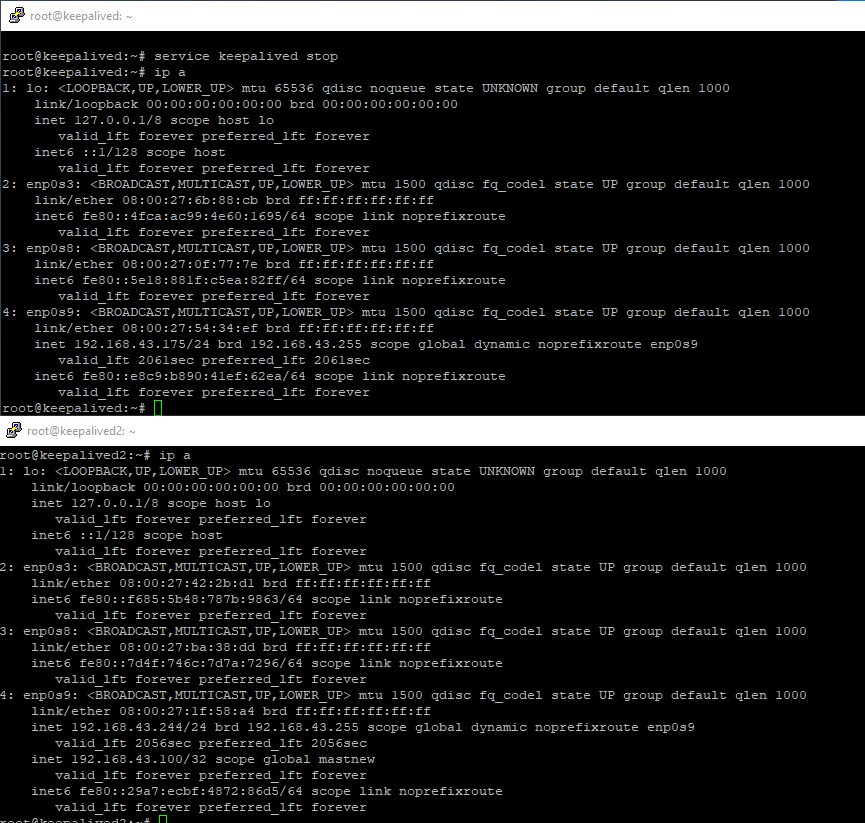 root@keepalived: ~
root@keepalived:~# service keepalived stop
root@keepalived:~# ip a
1: lo: <LOOPBACK,UP,LOWER_UP> mtu 65536 qdisc noqueue state UNKNOWN group default qlen 1000
    link/loopback 00:00:00:00:00:00 brd 00:00:00:00:00:00
    inet 127.0.0.1/8 scope host lo
       valid_lft forever preferred_lft forever
    inet6 ::1/128 scope host
       valid_lft forever preferred_lft forever
2: enp0s3: <BROADCAST,MULTICAST,UP,LOWER_UP> mtu 1500 qdisc fq_codel state UP group default qlen 1000
    link/ether 08:00:27:6b:88:cb brd ff:ff:ff:ff:ff:ff
    inet6 fe80::4fca:ac99:4e60:1695/64 scope link noprefixroute
       valid_lft forever preferred_lft forever
3: enp0s8: <BROADCAST,MULTICAST,UP,LOWER_UP> mtu 1500 qdisc fq_codel state UP group default qlen 1000
    link/ether 08:00:27:0f:77:7e brd ff:ff:ff:ff:ff:ff
    inet6 fe80::5e18:881f:c5ea:82ff/64 scope link noprefixroute
       valid_lft forever preferred_lft forever
4: enp0s9: <BROADCAST,MULTICAST,UP,LOWER_UP> mtu 1500 qdisc fq_codel state UP group default qlen 1000
    link/ether 08:00:27:54:34:ef brd ff:ff:ff:ff:ff:ff
    inet 192.168.43.175/24 brd 192.168.43.255 scope global dynamic noprefixroute enp0s9
       valid_lft 2061sec preferred_lft 2061sec
    inet6 fe80::e8c9:b890:41ef:62ea/64 scope link noprefixroute
       valid_lft forever preferred_lft forever
root@keepalived:~#
root@keepalived2: ~
root@keepalived2:~# ip a
1: lo: <LOOPBACK,UP,LOWER_UP> mtu 65536 qdisc noqueue state UNKNOWN group default qlen 1000
    link/loopback 00:00:00:00:00:00 brd 00:00:00:00:00:00
    inet 127.0.0.1/8 scope host lo
       valid_lft forever preferred_lft forever
    inet6 ::1/128 scope host
       valid_lft forever preferred_lft forever
2: enp0s3: <BROADCAST,MULTICAST,UP,LOWER_UP> mtu 1500 qdisc fq_codel state UP group default qlen 1000
    link/ether 08:00:27:42:2b:d1 brd ff:ff:ff:ff:ff:ff
    inet6 fe80::f685:5b48:787b:9863/64 scope link noprefixroute
       valid_lft forever preferred_lft forever
3: enp0s8: <BROADCAST,MULTICAST,UP,LOWER_UP> mtu 1500 qdisc fq_codel state UP group default qlen 1000
    link/ether 08:00:27:ba:38:dd brd ff:ff:ff:ff:ff:ff
    inet6 fe80::7d4f:746c:7d7a:7296/64 scope link noprefixroute
       valid_lft forever preferred_lft forever
4: enp0s9: <BROADCAST,MULTICAST,UP,LOWER_UP> mtu 1500 qdisc fq_codel state UP group default qlen 1000
    link/ether 08:00:27:1f:58:a4 brd ff:ff:ff:ff:ff:ff
    inet 192.168.43.244/24 brd 192.168.43.255 scope global dynamic noprefixroute enp0s9
       valid_lft 2056sec preferred_lft 2056sec
    inet 192.168.43.100/32 scope global mastnew
       valid_lft forever preferred_lft forever
    inet6 fe80::29a7:ecbf:4872:86d5/64 scope link noprefixroute
       valid_lft forever preferred_lft forever
root@keepalived2:~#